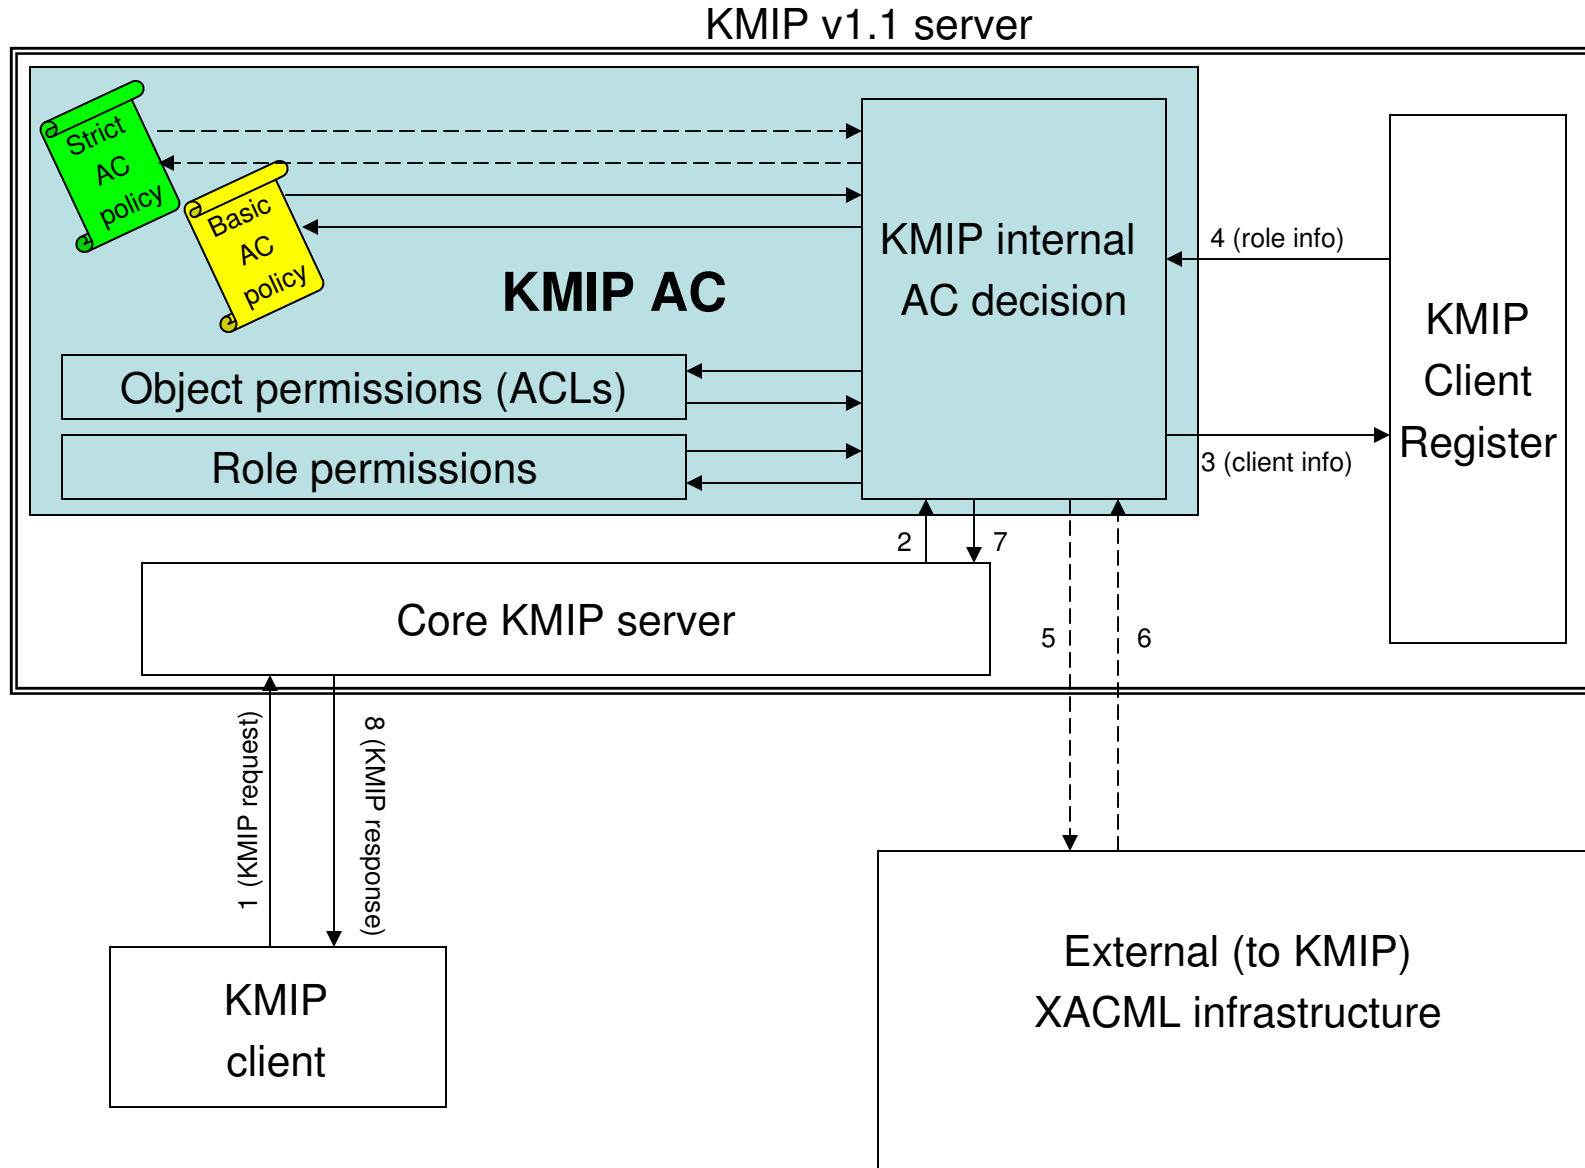 KMIP v1.1 server
Strict
AC
policy
Basic
AC
policy
KMIP AC
KMIP internal
AC decision
4 (role info)
KMIP
Client
Register
3 (client info)
Object permissions (ACLs)
Role permissions
2
7
Core KMIP server
5
6
1 (KMIP request)
8 (KMIP response)
KMIP
client
External (to KMIP)
XACML infrastructure